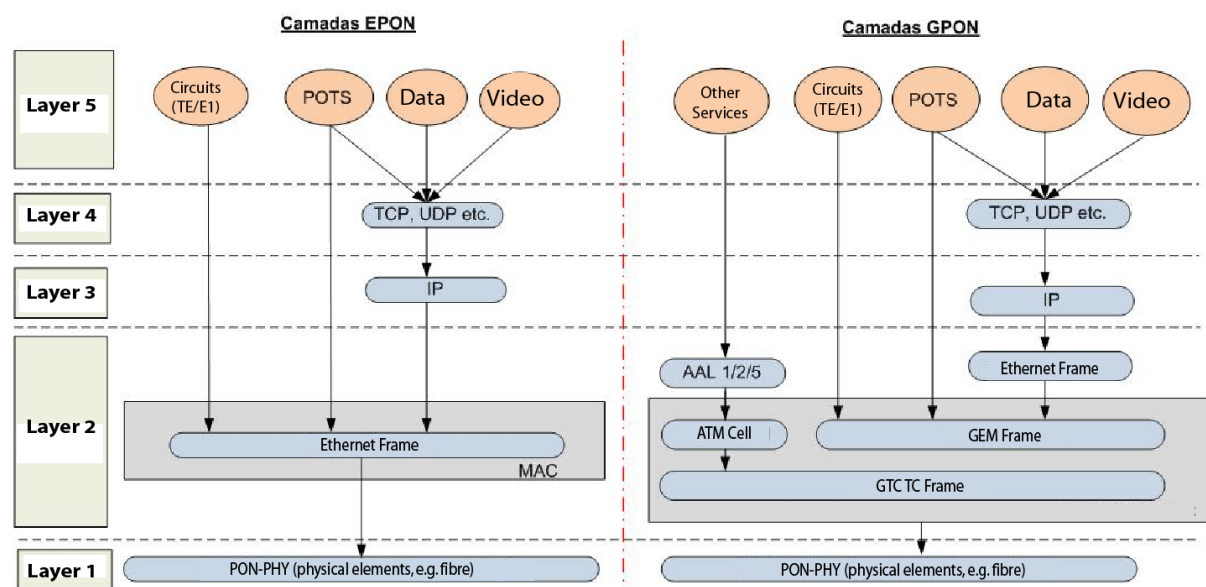 Camadas EPON
Camadas GPON
Layer 5
Circuits
(TE/E1)
POTS
Data
Video
Other
Services
Circuits
(TE/E1)
POTS
Data
Video
Layer 4
TCP, UDP etc.
TCP, UDP etc.
Layer 3
IP
IP
Layer 2
AAL 1/2/5
Ethernet Frame
Ethernet Frame
MAC
ATM Cell
GEM Frame
GTC TC Frame
Layer 1
PON-PHY (physical elements, e.g. fibre)
PON-PHY (physical elements, e.g. fibre)